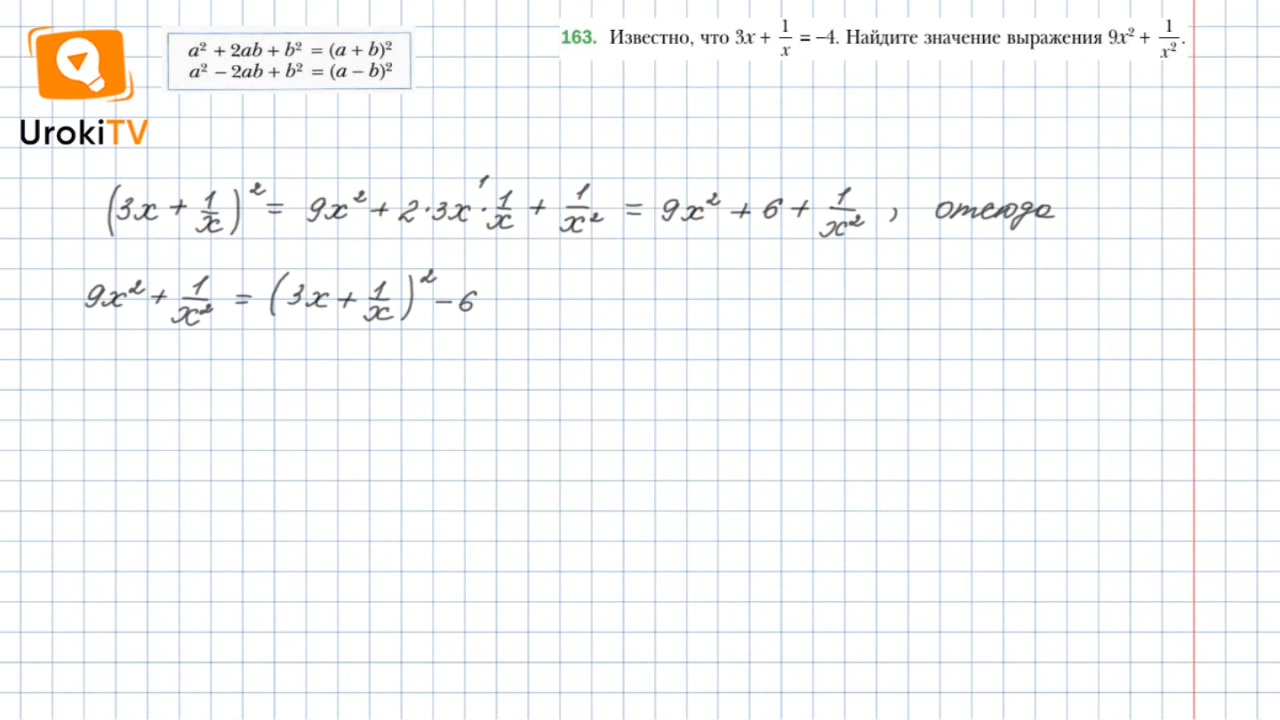 UrokiTV
a² + 2ab + b² = (a + b)²
a² − 2ab + b² = (a − b)²
163. Известно, что 3x + 1/x = −4. Найдите значение выражения 9x² + 1/x².
(3x + 1/x)² = 9x² + 2·3x·1/x ¹ + 1/x² = 9x² + 6 + 1/x², отсюда
9x² + 1/x² = (3x + 1/x)² − 6